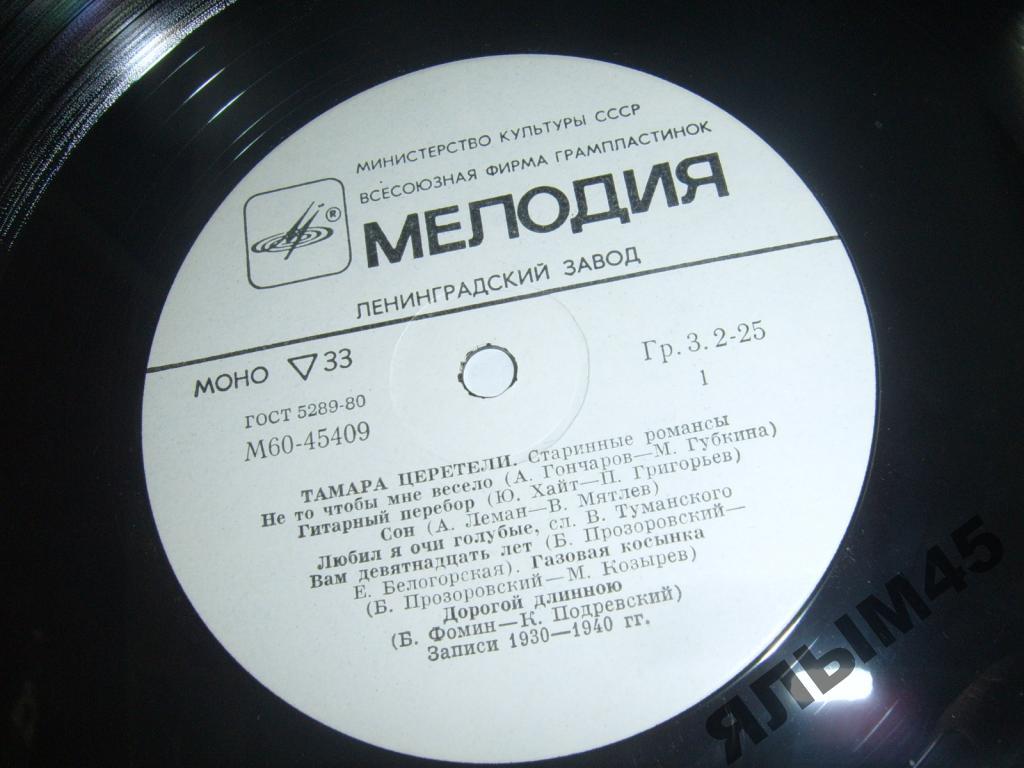 МИНИСТЕРСТВО КУЛЬТУРЫ СССР
ВСЕСОЮЗНАЯ ФИРМА ГРАМПЛАСТИНОК
®
МЕЛОДИЯ
ЛЕНИНГРАДСКИЙ ЗАВОД
МОНО ▽ 33
Гр. 3. 2-25
ГОСТ 5289-80
1
М60-45409
ТАМАРА ЦЕРЕТЕЛИ. Старинные романсы
Не то чтобы мне весело (А. Гончаров—М. Губкина)
Гитарный перебор (Ю. Хайт—П. Григорьев)
Сон (А. Леман—В. Мятлев)
Любил я очи голубые, сл. В. Туманского
Вам девятнадцать лет (Б. Прозоровский—
Е. Белогорская). Газовая косынка
(Б. Прозоровский—М. Козырев)
Дорогой длинною
(Б. Фомин—К. Подревский)
Записи 1930—1940 гг.
ЯЛЫМ45